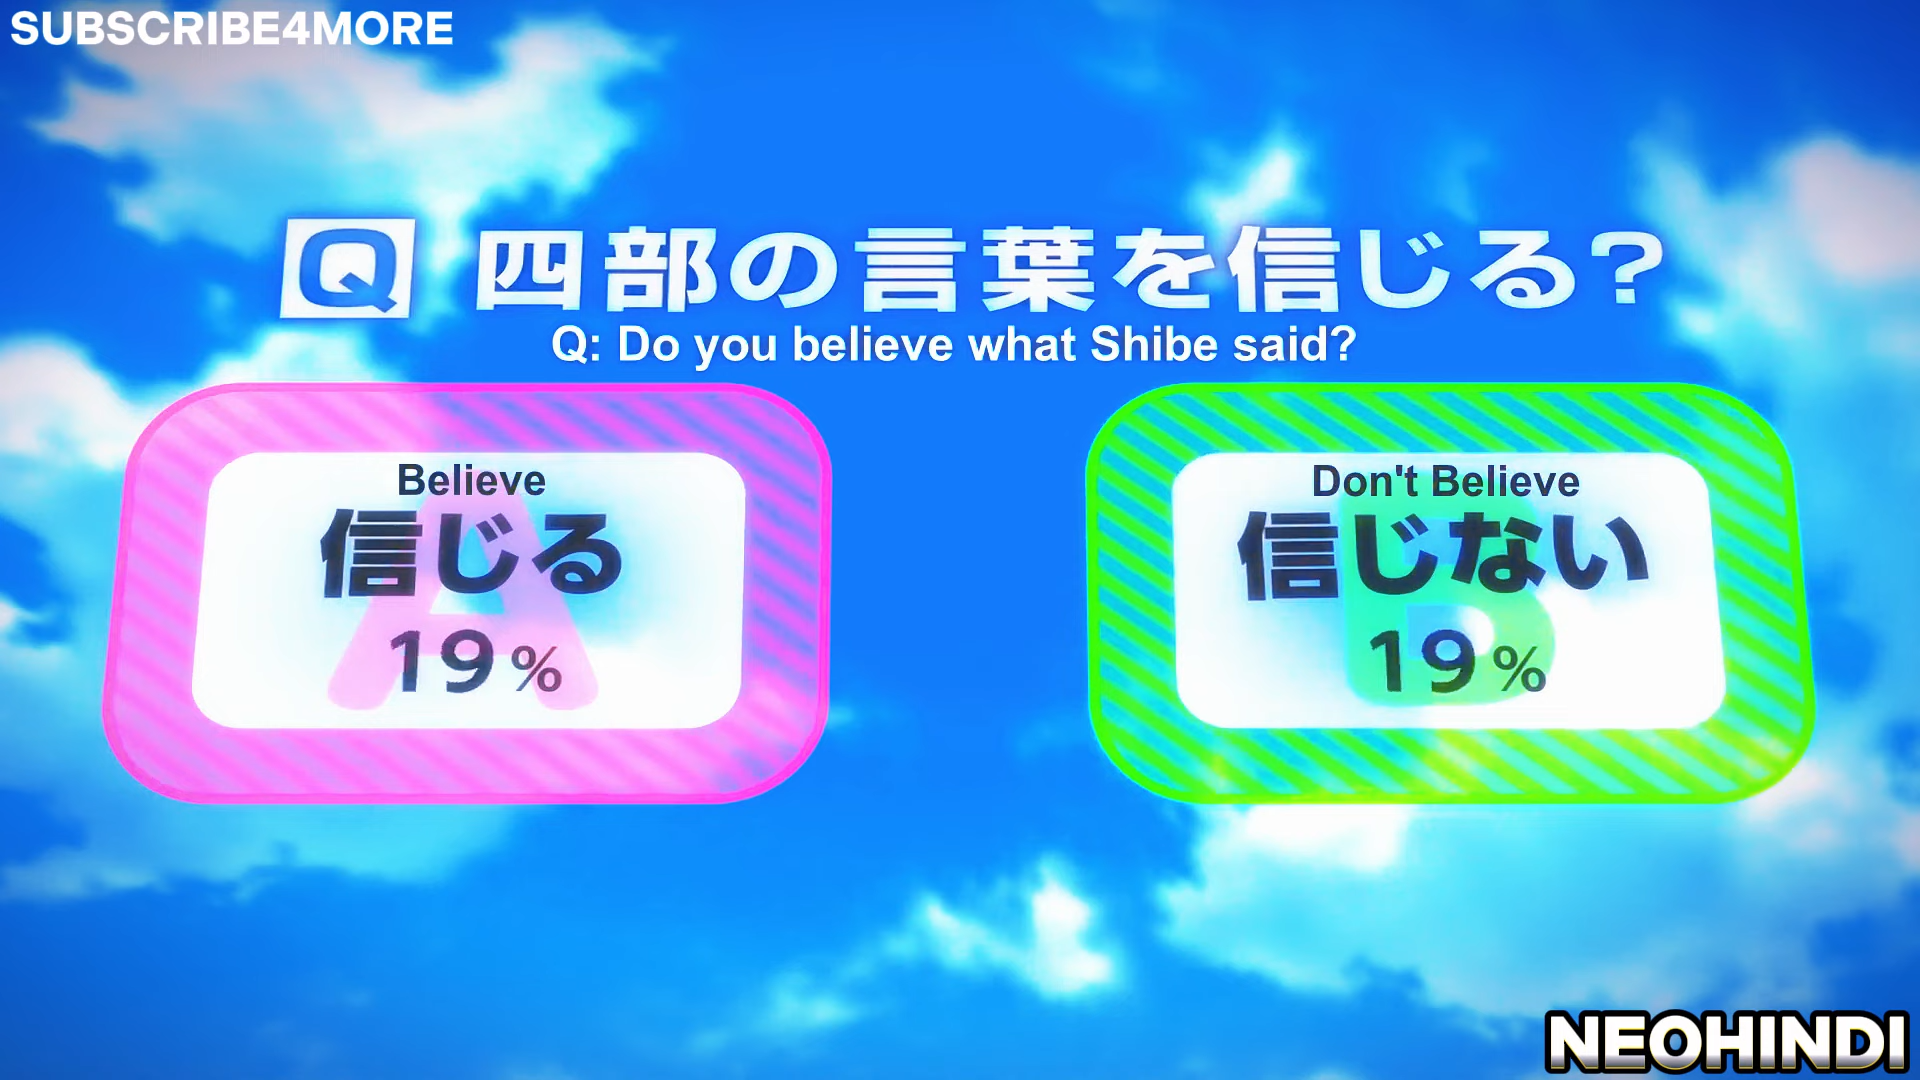 SUBSCRIBE4MORE
Q 四部の言葉を信じる?
Q: Do you believe what Shibe said?
A
Believe
信じる
19%
B
Don't Believe
信じない
19%
NEOHINDI